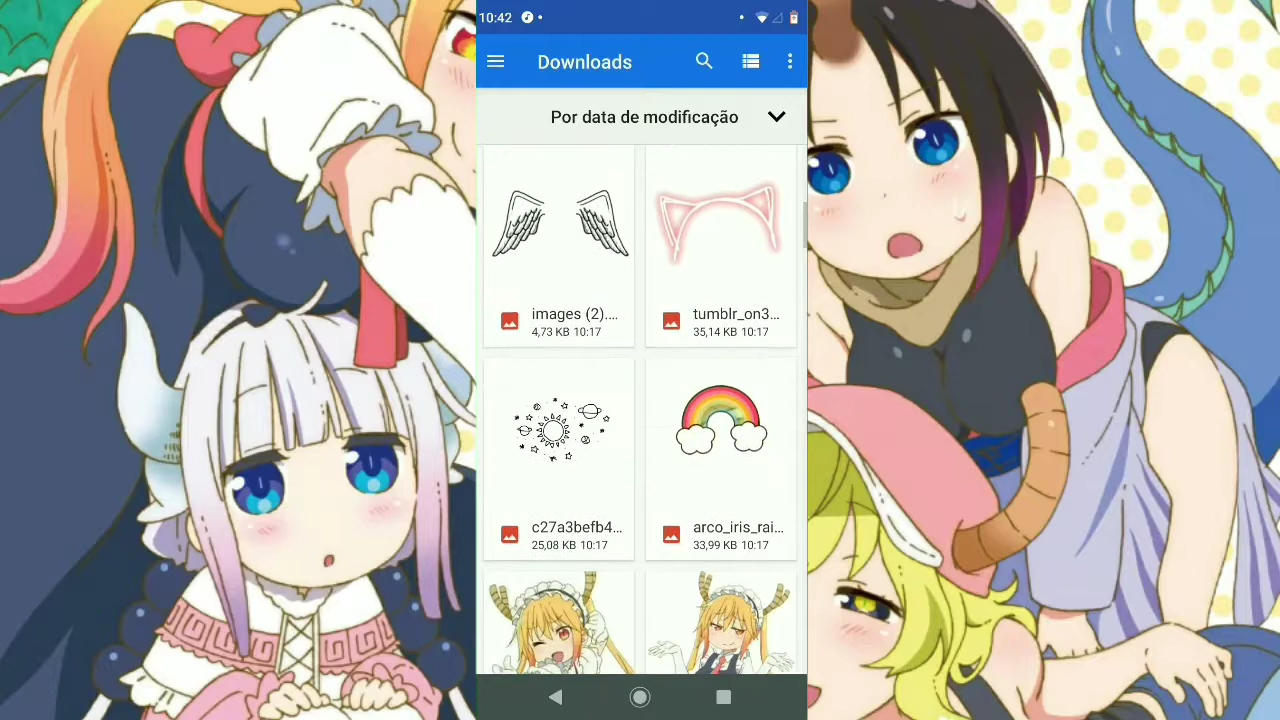 10:42
Downloads
Por data de modificação
images (2)....
4,73 KB 10:17
tumblr_on3...
35,14 KB 10:17
c27a3befb4...
25,08 KB 10:17
arco_iris_rai...
33,99 KB 10:17